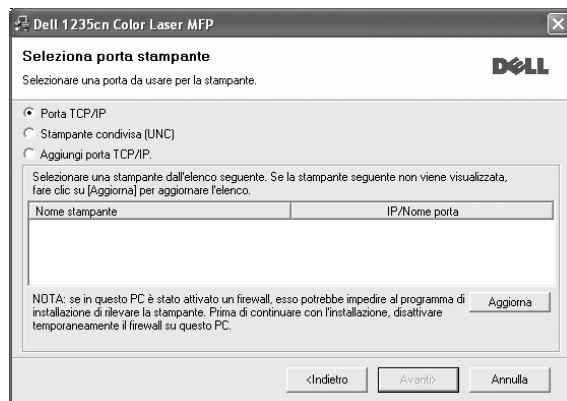 Dell 1235cn Color Laser MFP
Seleziona porta stampante
Selezionare una porta da usare per la stampante.
DELL
Porta TCP/IP
Stampante condivisa (UNC)
Aggiungi porta TCP/IP.
Selezionare una stampante dall'elenco seguente. Se la stampante seguente non viene visualizzata,
fare clic su [Aggiorna] per aggiornare l'elenco.
Nome stampante IP/Nome porta
NOTA: se in questo PC è stato attivato un firewall, esso potrebbe impedire al programma di
installazione di rilevare la stampante. Prima di continuare con l'installazione, disattivare
temporaneamente il firewall su questo PC.
Aggiorna
<Indietro Avanti> Annulla